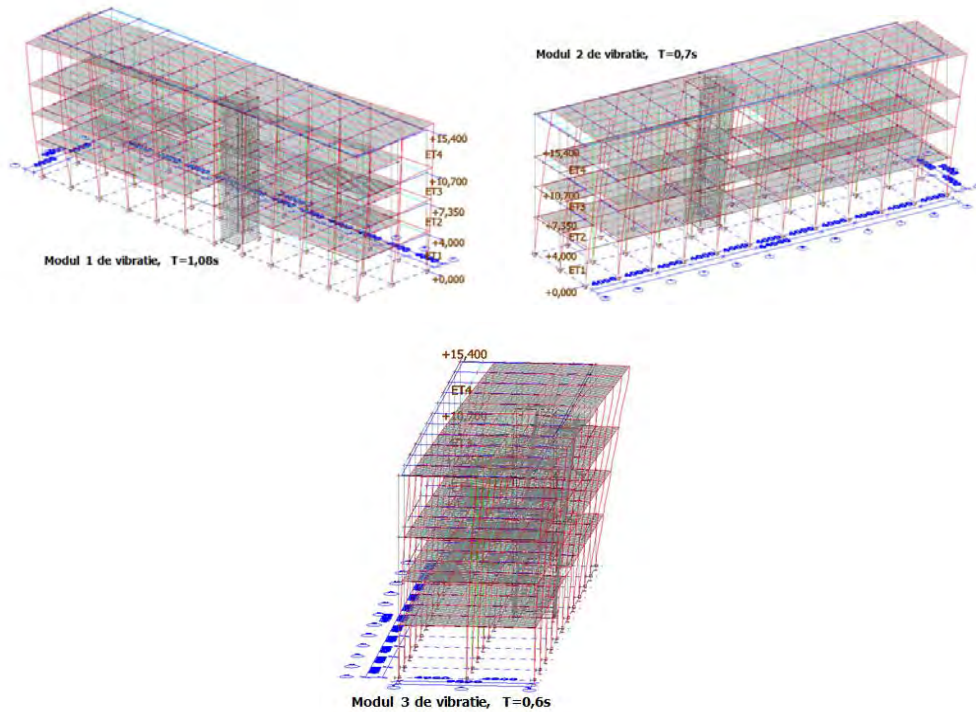 Modul 2 de vibratie, T=0,7s
+15,400
ET4
+10,700
ET3
+7,350
ET2
+4,000
ET1
+0,000
Modul 1 de vibratie, T=1,08s
+15,400
ET4
+10,700
ET3
+7,350
ET2
+4,000
ET1
+0,000
+15,400
ET4
+10,700
Modul 3 de vibratie, T=0,6s